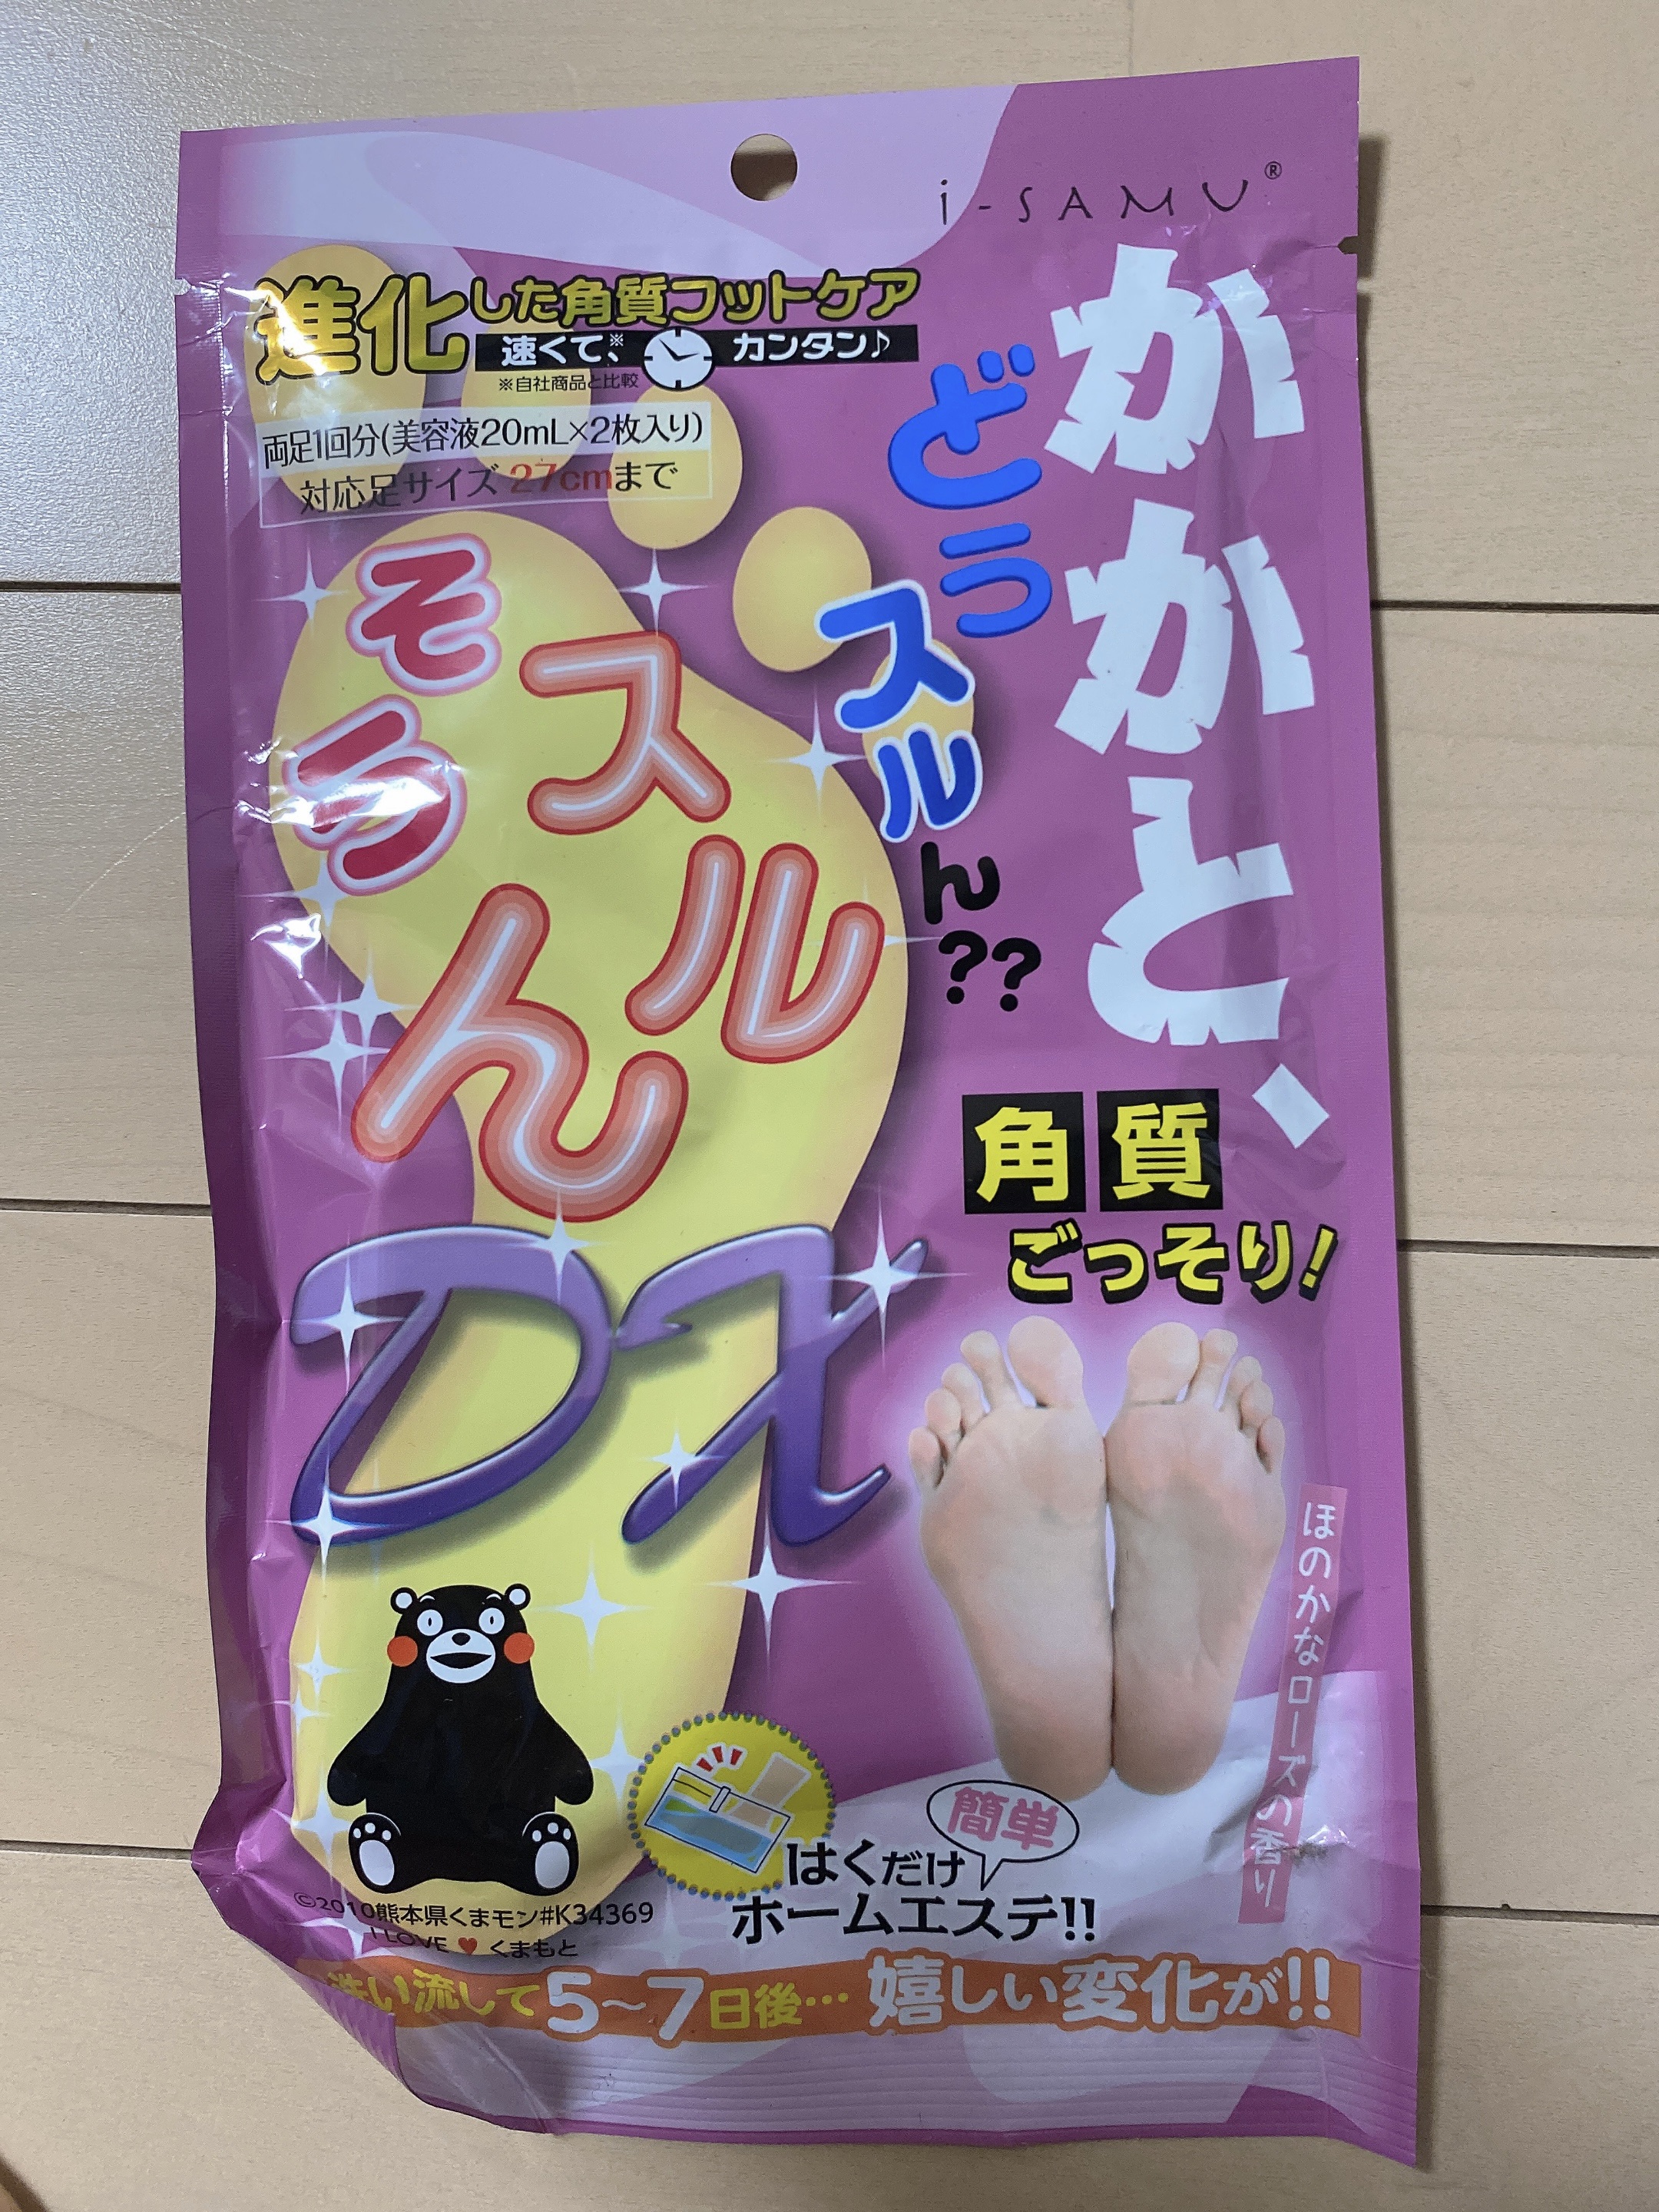 i-SAMU®
進化した角質フットケア
速くて、※カンタン♪
※自社商品と比較
両足1回分(美容液20mL×2枚入り)
対応足サイズ 27cmまで
かかと、
どうスルん??
そうスルん
DX
角質
ごっそり!
ほのかなローズの香り
簡単
はくだけ
ホームエステ!!
©2010熊本県くまモン#K34369
I LOVE ♥ くまもと
洗い流して5〜7日後… 嬉しい変化が!!